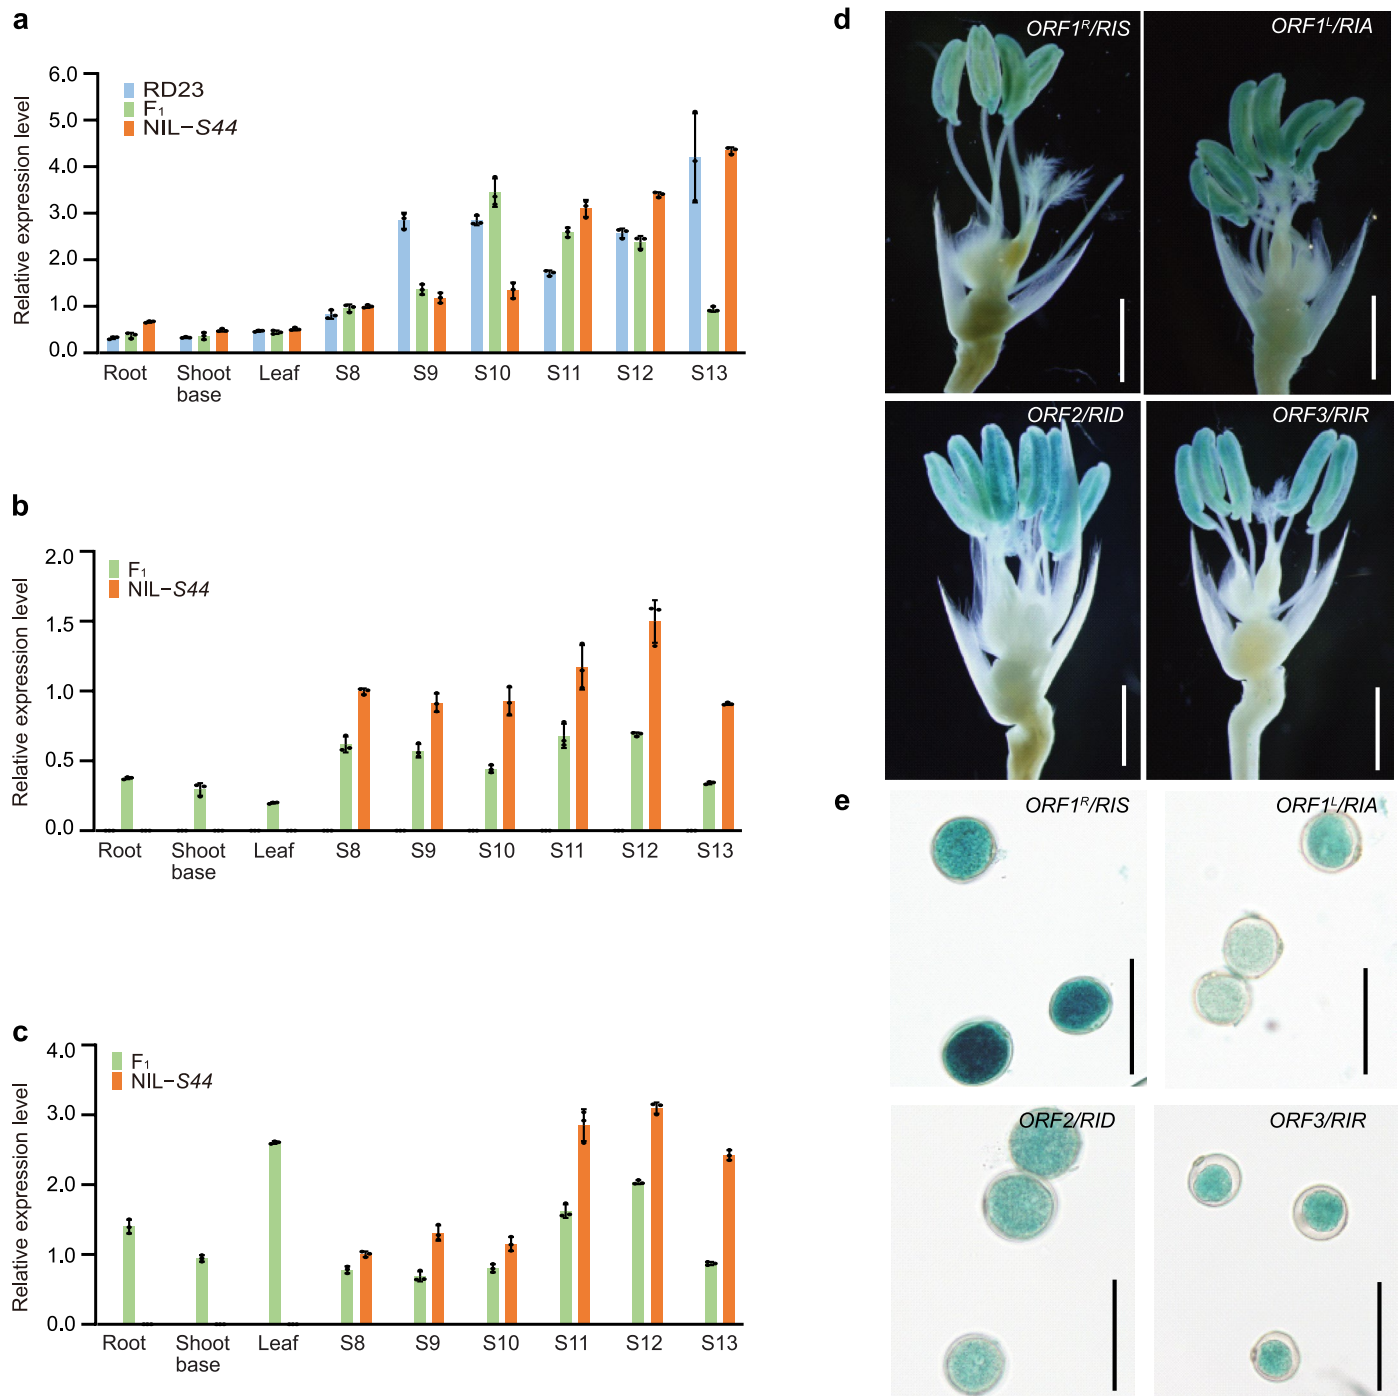 a
6.0
5.0
4.0
3.0
2.0
1.0
0.0
Relative expression level
RD23
F1
NIL−S44
Root
Shoot
base
Leaf
S8
S9
S10
S11
S12
S13
b
2.0
1.5
1.0
0.5
0.0
Relative expression level
F1
NIL−S44
Root
Shoot
base
Leaf
S8
S9
S10
S11
S12
S13
c
4.0
3.0
2.0
1.0
0.0
Relative expression level
F1
NIL−S44
Root
Shoot
base
Leaf
S8
S9
S10
S11
S12
S13
d
ORF1ᴿ/RIS
ORF1ᴸ/RIA
ORF2/RID
ORF3/RIR
e
ORF1ᴿ/RIS
ORF1ᴸ/RIA
ORF2/RID
ORF3/RIR